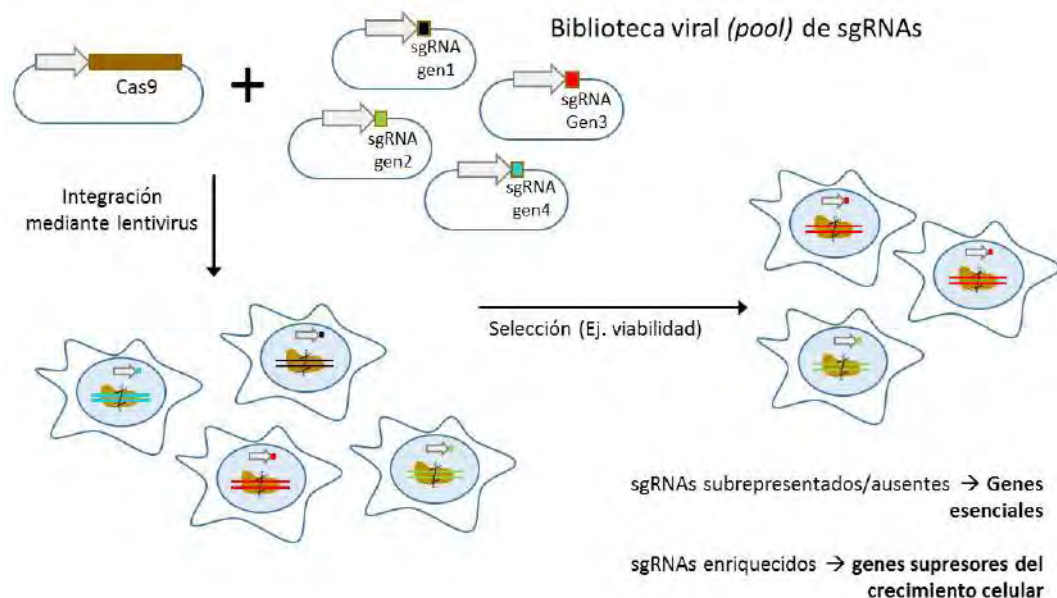 Biblioteca viral (pool) de sgRNAs
Cas9
+
sgRNA
gen1
sgRNA
Gen3
sgRNA
gen2
sgRNA
gen4
Integración
mediante lentivirus
Selección (Ej. viabilidad)
sgRNAs subrepresentados/ausentes → Genes
esenciales
sgRNAs enriquecidos → genes supresores del
crecimiento celular